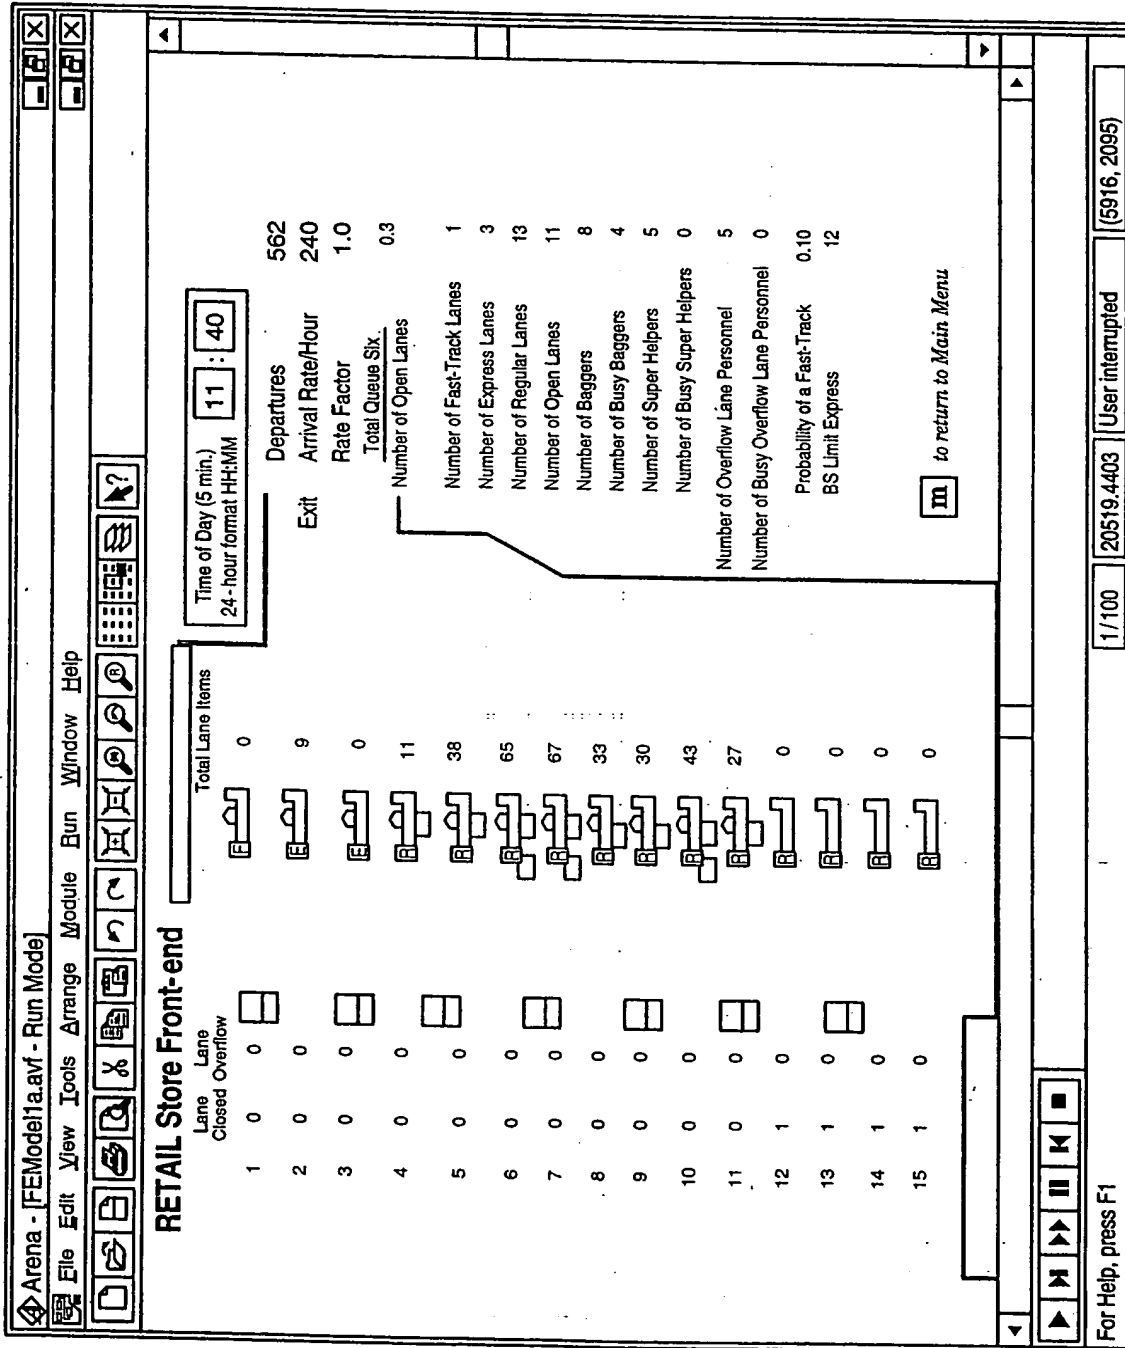 Arena - [FEModel1a.avf - Run Mode]
File Edit View Tools Arrange Module Run Window Help
RETAIL Store Front-end
Time of Day (5 min.)
24-hour format HH:MM
11 : 40
Lane Closed
Lane Overflow
Total Lane Items
1 0 0 F 0
2 0 0 E 9
3 0 0 E 0
4 0 0 R 11
5 0 0 R 38
6 0 0 R 65
7 0 0 R 67
8 0 0 R 33
9 0 0 R 30
10 0 0 R 43
11 0 0 R 27
12 1 0 R 0
13 1 0 R 0
14 1 0 R 0
15 1 0 R 0
Exit
Departures 562
Arrival Rate/Hour 240
Rate Factor 1.0
Total Queue Six.
Number of Open Lanes
0.3
Number of Fast-Track Lanes 1
Number of Express Lanes 3
Number of Regular Lanes 13
Number of Open Lanes 11
Number of Baggers 8
Number of Busy Baggers 4
Number of Super Helpers 5
Number of Busy Super Helpers 0
Number of Overflow Lane Personnel 5
Number of Busy Overflow Lane Personnel 0
Probability of a Fast-Track 0.10
BS Limit Express 12
m to return to Main Menu
For Help, press F1
1/100
20519.4403
User interrupted
(5916, 2095)